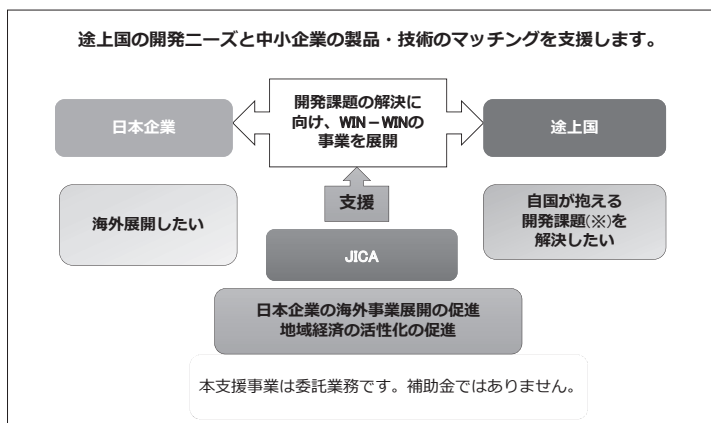 途上国の開発ニーズと中小企業の製品・技術のマッチングを支援します。
日本企業
開発課題の解決に
向け、WIN－WINの
事業を展開
途上国
海外展開したい
支援
自国が抱える
開発課題(※)を
解決したい
JICA
日本企業の海外事業展開の促進
地域経済の活性化の促進
本支援事業は委託業務です。補助金ではありません。